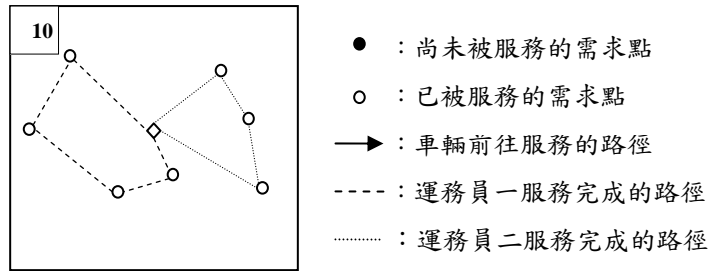 10
：尚未被服務的需求點
：已被服務的需求點
：車輛前往服務的路徑
：運務員一服務完成的路徑
：運務員二服務完成的路徑